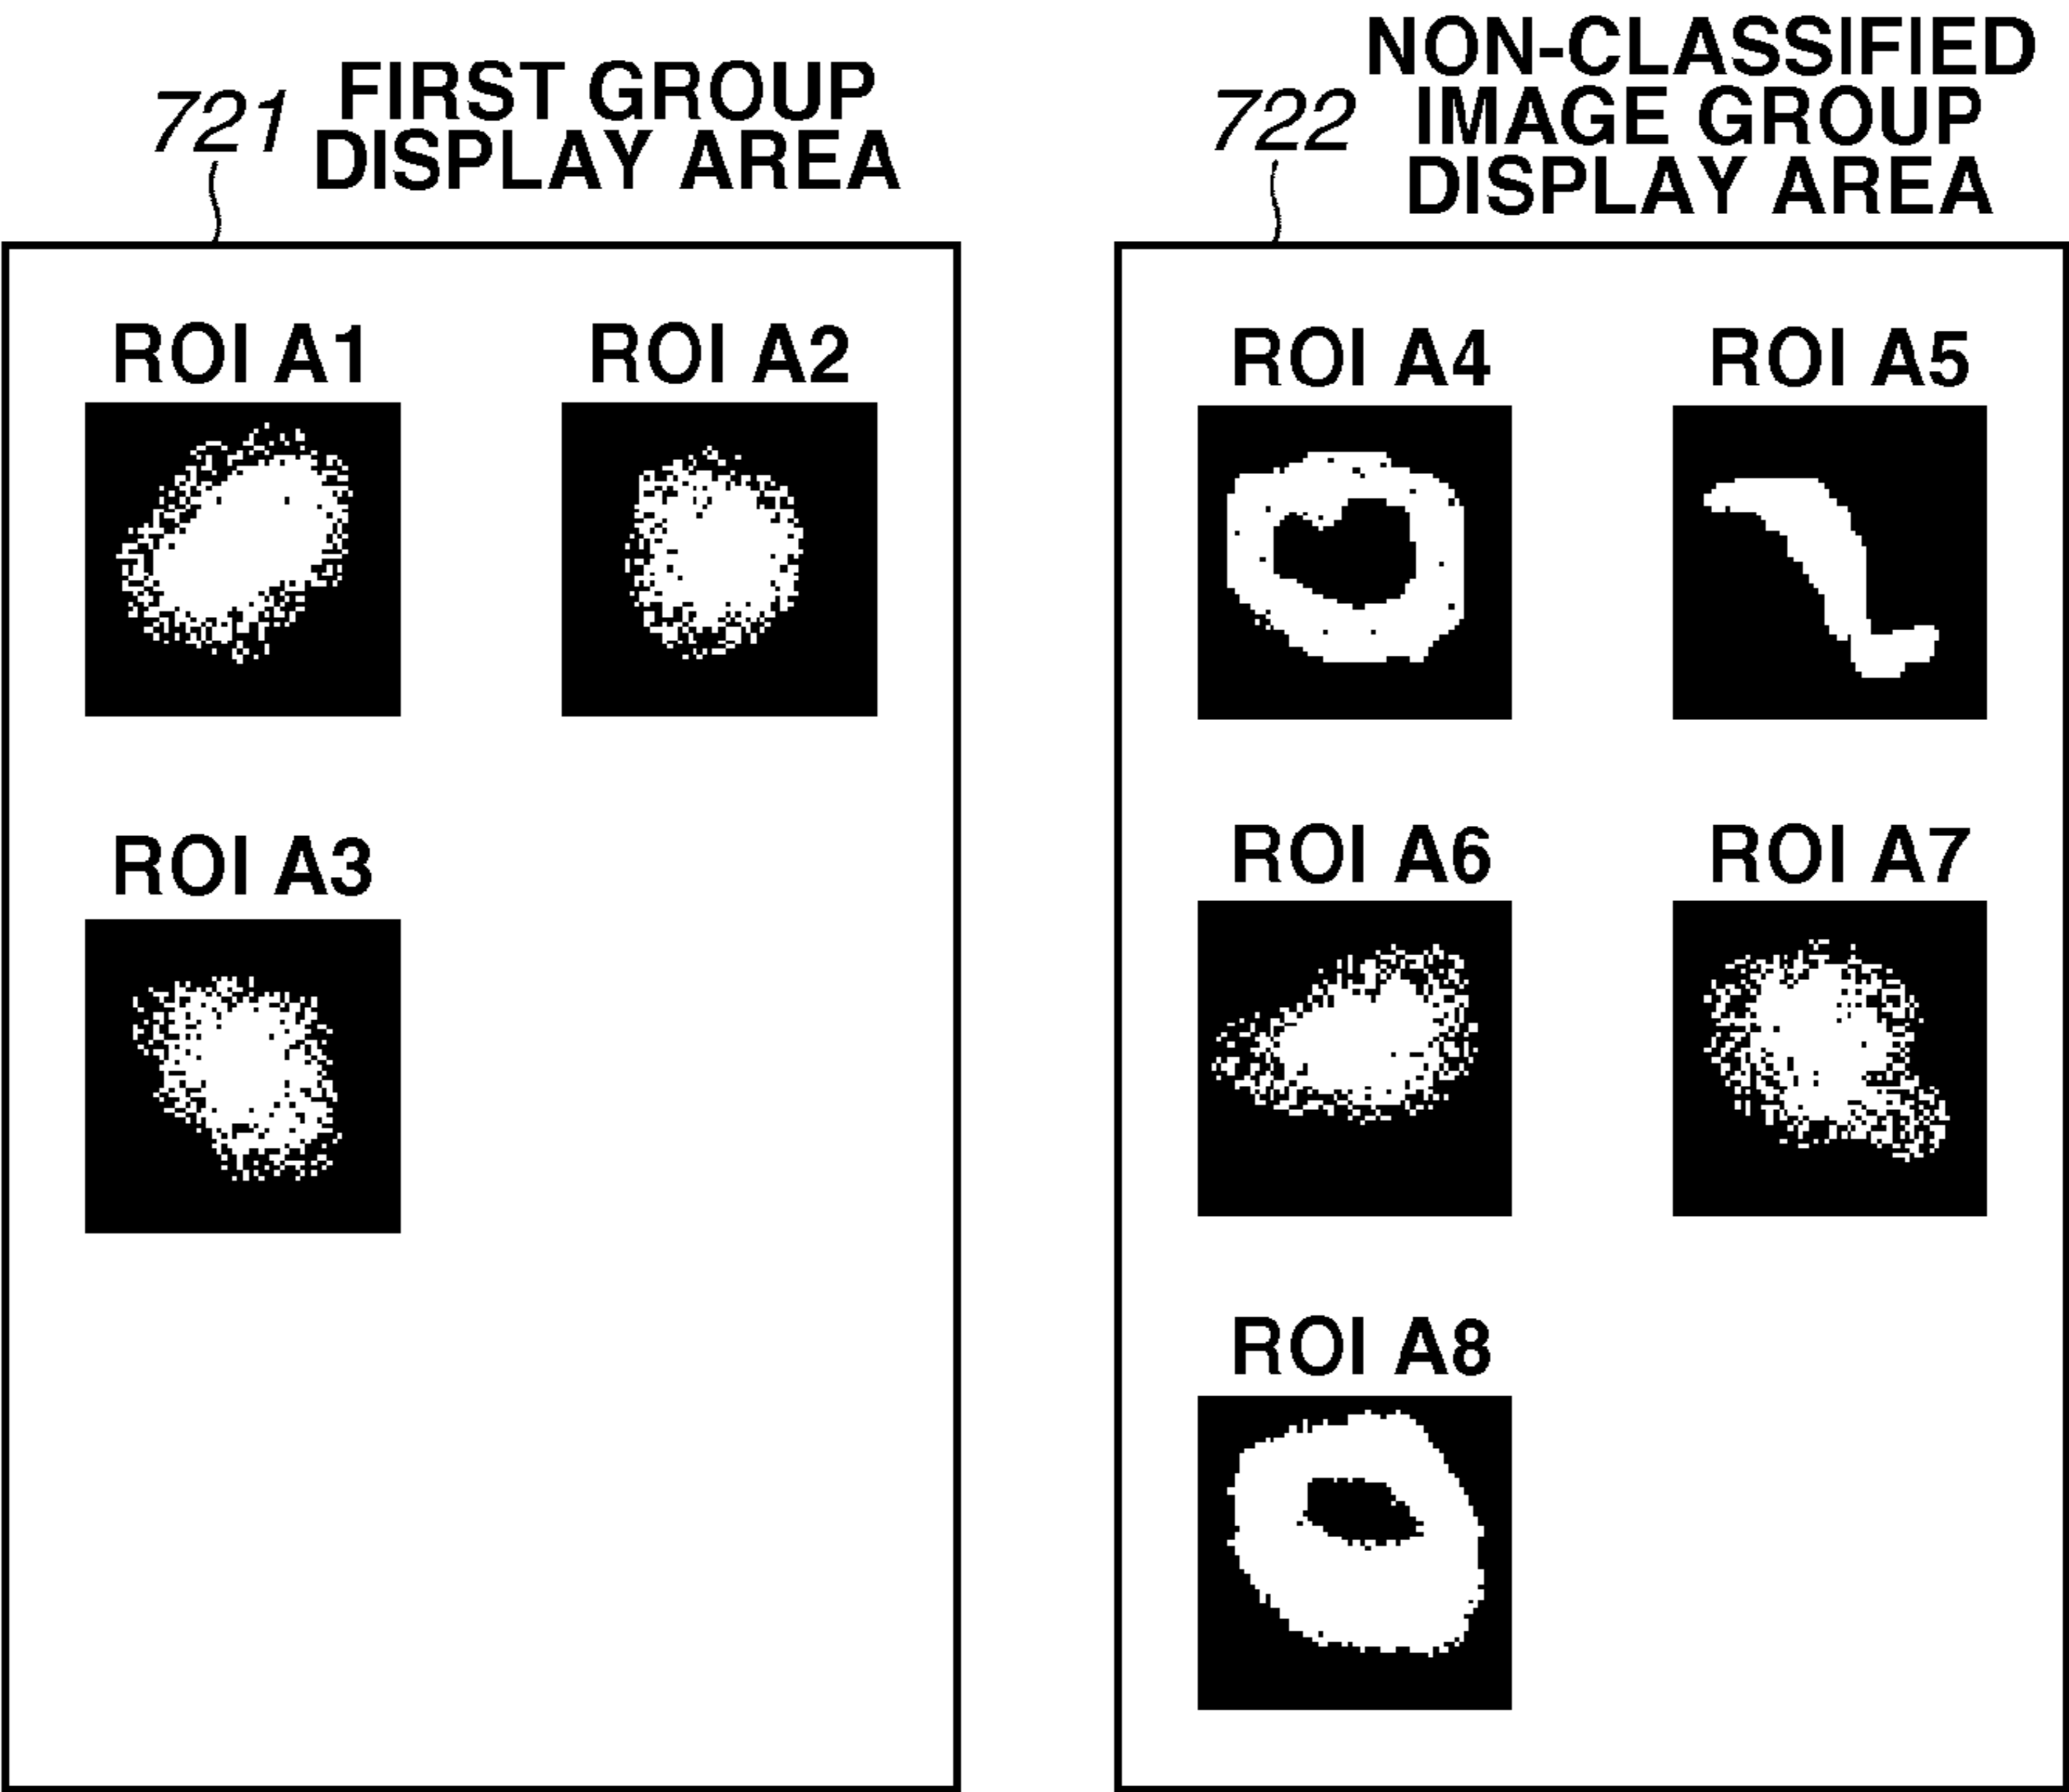 721 FIRST GROUP
DISPLAY AREA
ROI A1 ROI A2
ROI A3
722 NON-CLASSIFIED
IMAGE GROUP
DISPLAY AREA
ROI A4 ROI A5
ROI A6 ROI A7
ROI A8